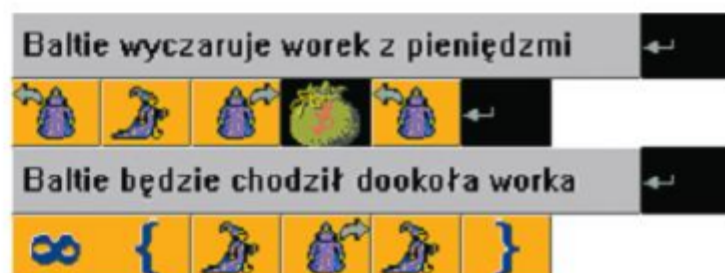 Baltie wyczaruje worek z pieniędzmi
Baltie będzie chodził dookoła worka
∞ { }